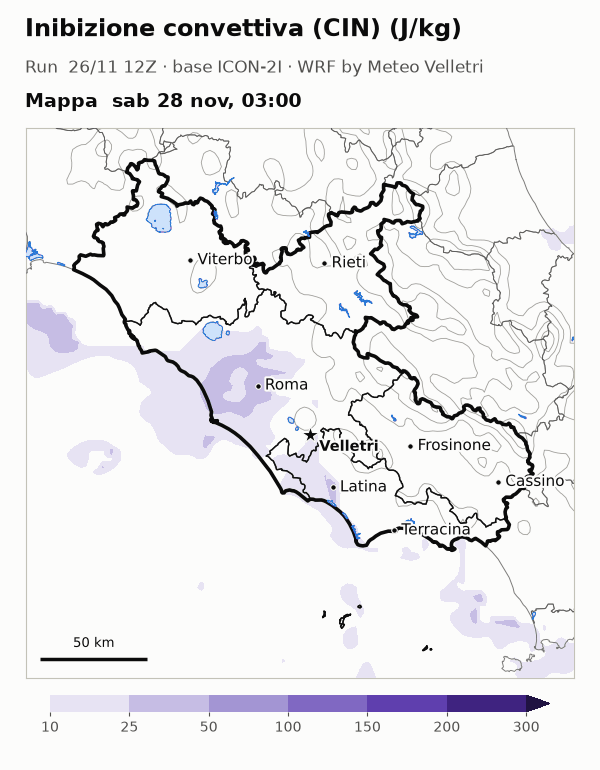 Inibizione convettiva (CIN) (J/kg)
Run  26/11 12Z · base ICON-2I · WRF by Meteo Velletri
Mappa  sab 28 nov, 03:00
Viterbo
Rieti
Roma
Velletri
Frosinone
Cassino
Latina
Terracina
50 km
10 25 50 100 150 200 300